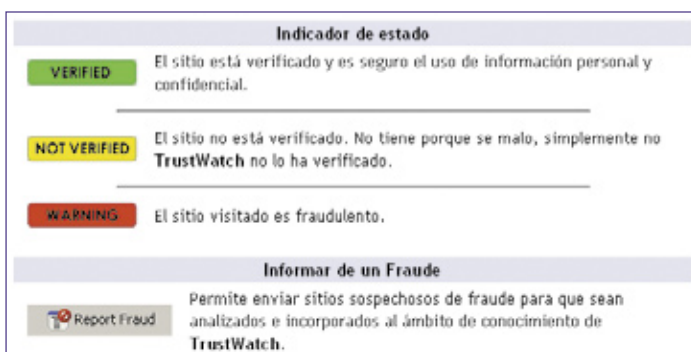 Indicador de estado
VERIFIED
El sitio está verificado y es seguro el uso de información personal y
confidencial.
NOT VERIFIED
El sitio no está verificado. No tiene porque se malo, simplemente no
TrustWatch no lo ha verificado.
WARNING
El sitio visitado es fraudulento.
Informar de un Fraude
Report Fraud
Permite enviar sitios sospechosos de fraude para que sean
analizados e incorporados al ámbito de conocimiento de
TrustWatch.